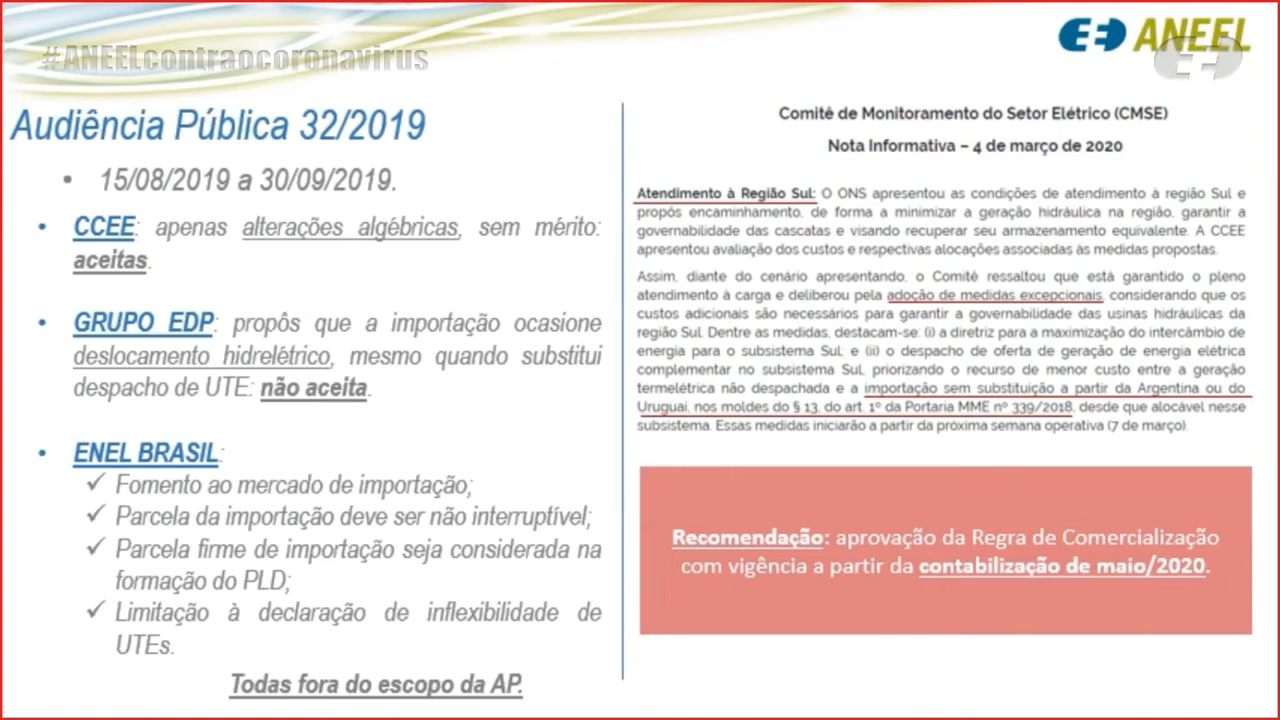 #ANEELcontraocoronavirus
ANEEL
Audiência Pública 32/2019
• 15/08/2019 a 30/09/2019.
• CCEE: apenas alterações algébricas, sem mérito:
aceitas.
• GRUPO EDP: propôs que a importação ocasione
deslocamento hidrelétrico, mesmo quando substitui
despacho de UTE: não aceita.
• ENEL BRASIL:
✓ Fomento ao mercado de importação;
✓ Parcela da importação deve ser não interruptível;
✓ Parcela firme de importação seja considerada na
formação do PLD;
✓ Limitação à declaração de inflexibilidade de
UTEs.
Todas fora do escopo da AP.
Comitê de Monitoramento do Setor Elétrico (CMSE)
Nota Informativa – 4 de março de 2020
Atendimento à Região Sul: O ONS apresentou as condições de atendimento à região Sul e
propôs encaminhamento, de forma a minimizar a geração hidráulica na região, garantir a
governabilidade das cascatas e visando recuperar seu armazenamento equivalente. A CCEE
apresentou avaliação dos custos e respectivas alocações associadas às medidas propostas.
Assim, diante do cenário apresentando, o Comitê ressaltou que está garantido o pleno
atendimento à carga e deliberou pela adoção de medidas excepcionais, considerando que os
custos adicionais são necessários para garantir a governabilidade das usinas hidráulicas da
região Sul. Dentre as medidas, destacam-se: (i) a diretriz para a maximização do intercâmbio de
energia para o subsistema Sul; e (ii) o despacho de oferta de geração de energia elétrica
complementar no subsistema Sul, priorizando o recurso de menor custo entre a geração
termelétrica não despachada e a importação sem substituição a partir da Argentina ou do
Uruguai, nos moldes do § 13, do art. 1º da Portaria MME nº 339/2018, desde que alocável nesse
subsistema. Essas medidas iniciarão a partir da próxima semana operativa (7 de março).
Recomendação: aprovação da Regra de Comercialização
com vigência a partir da contabilização de maio/2020.